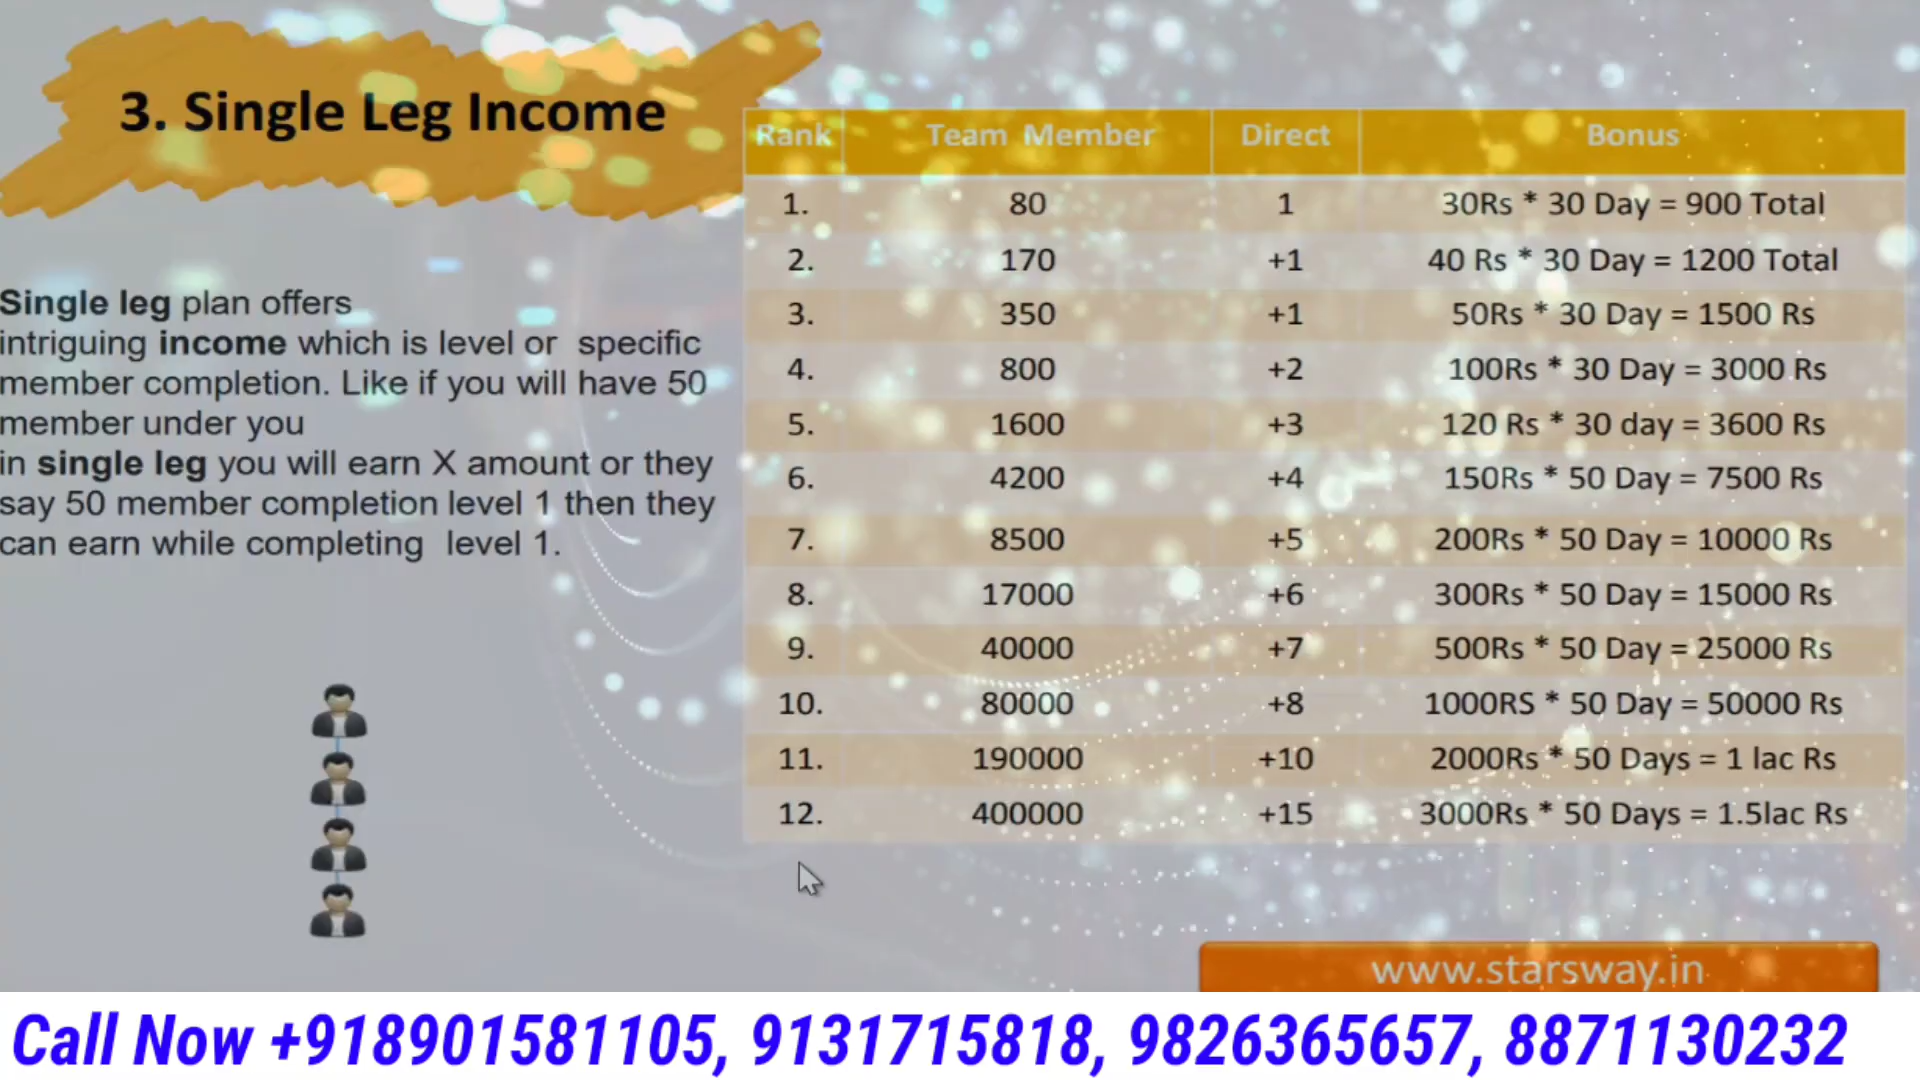 3. Single Leg Income
Single leg plan offers
intriguing income which is level or specific
member completion. Like if you will have 50
member under you
in single leg you will earn X amount or they
say 50 member completion level 1 then they
can earn while completing level 1.
Rank Team Member Direct Bonus
1. 80 1 30Rs * 30 Day = 900 Total
2. 170 +1 40 Rs * 30 Day = 1200 Total
3. 350 +1 50Rs * 30 Day = 1500 Rs
4. 800 +2 100Rs * 30 Day = 3000 Rs
5. 1600 +3 120 Rs * 30 day = 3600 Rs
6. 4200 +4 150Rs * 50 Day = 7500 Rs
7. 8500 +5 200Rs * 50 Day = 10000 Rs
8. 17000 +6 300Rs * 50 Day = 15000 Rs
9. 40000 +7 500Rs * 50 Day = 25000 Rs
10. 80000 +8 1000RS * 50 Day = 50000 Rs
11. 190000 +10 2000Rs * 50 Days = 1 lac Rs
12. 400000 +15 3000Rs * 50 Days = 1.5lac Rs
www.starsway.in
Call Now +918901581105, 9131715818, 9826365657, 8871130232